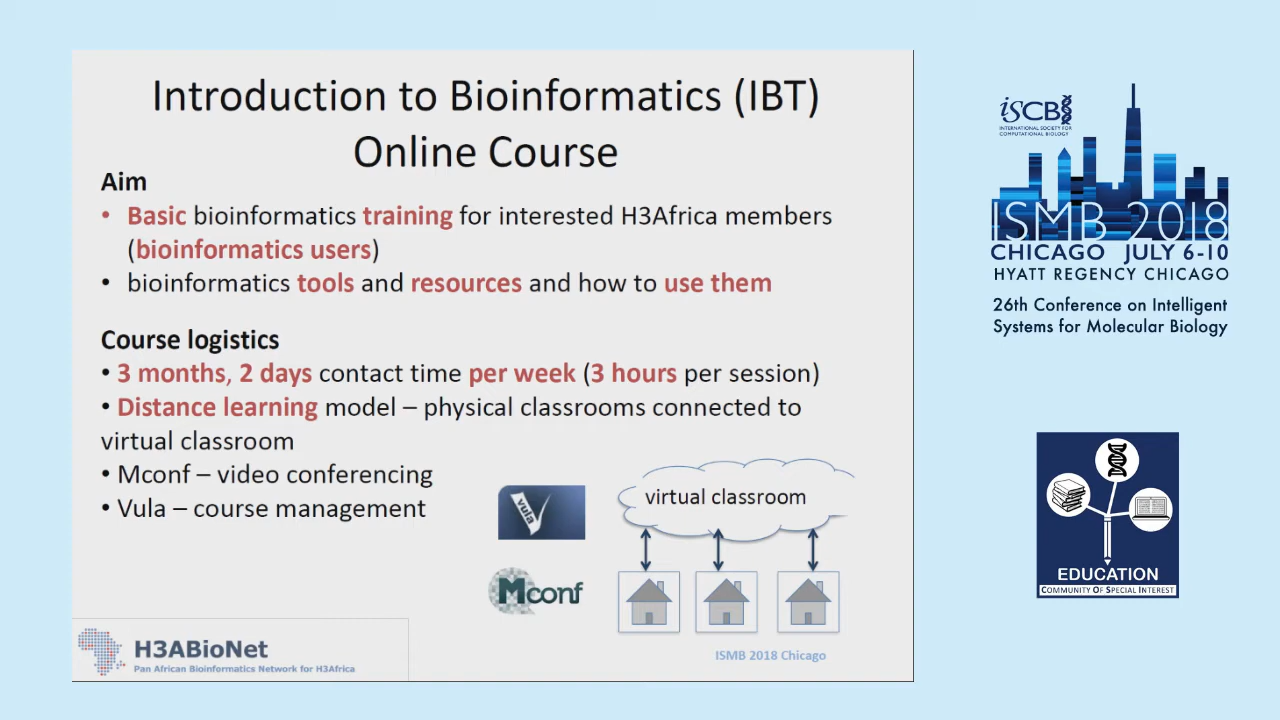 Introduction to Bioinformatics (IBT)
Online Course
Aim
• Basic bioinformatics training for interested H3Africa members
(bioinformatics users)
• bioinformatics tools and resources and how to use them
Course logistics
• 3 months, 2 days contact time per week (3 hours per session)
• Distance learning model – physical classrooms connected to
virtual classroom
• Mconf – video conferencing
• Vula – course management
vula
Mconf
virtual classroom
H3ABioNet
Pan African Bioinformatics Network for H3Africa
ISMB 2018 Chicago
iSCB
INTERNATIONAL SOCIETY FOR
COMPUTATIONAL BIOLOGY
ISMB 2018
CHICAGO JULY 6-10
HYATT REGENCY CHICAGO
26th Conference on Intelligent
Systems for Molecular Biology
EDUCATION
COMMUNITY OF SPECIAL INTEREST